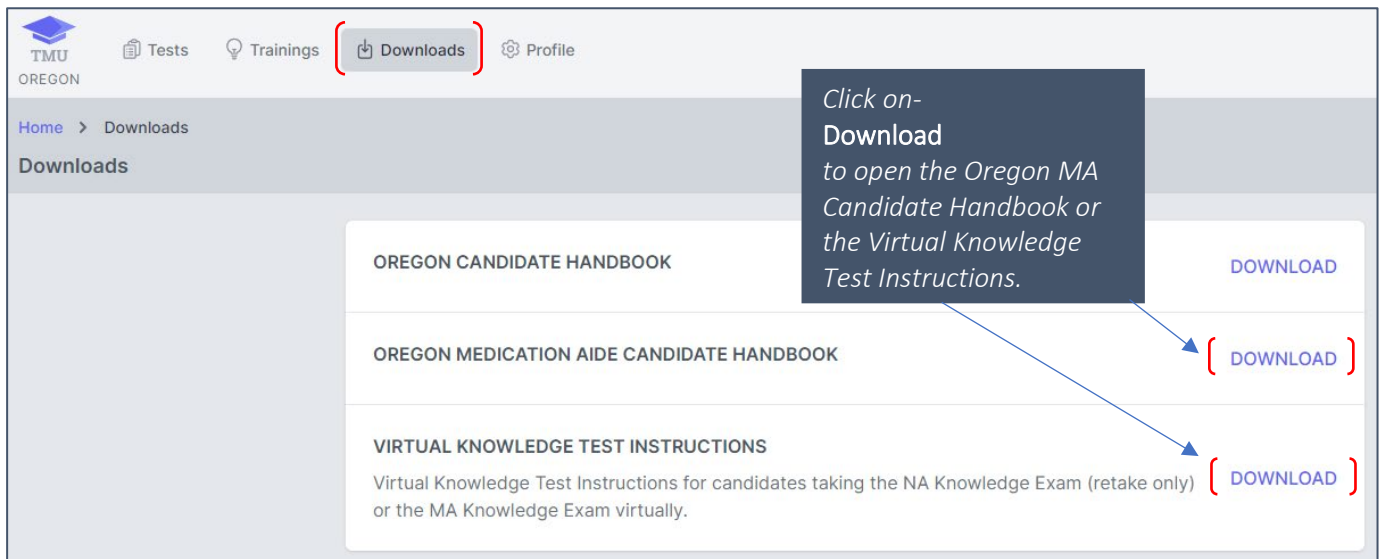 TMU
OREGON
Tests
Trainings
Downloads
Profile
Home > Downloads
Downloads
Click on-
Download
to open the Oregon MA
Candidate Handbook or
the Virtual Knowledge
Test Instructions.
OREGON CANDIDATE HANDBOOK
DOWNLOAD
OREGON MEDICATION AIDE CANDIDATE HANDBOOK
DOWNLOAD
VIRTUAL KNOWLEDGE TEST INSTRUCTIONS
Virtual Knowledge Test Instructions for candidates taking the NA Knowledge Exam (retake only)
or the MA Knowledge Exam virtually.
DOWNLOAD